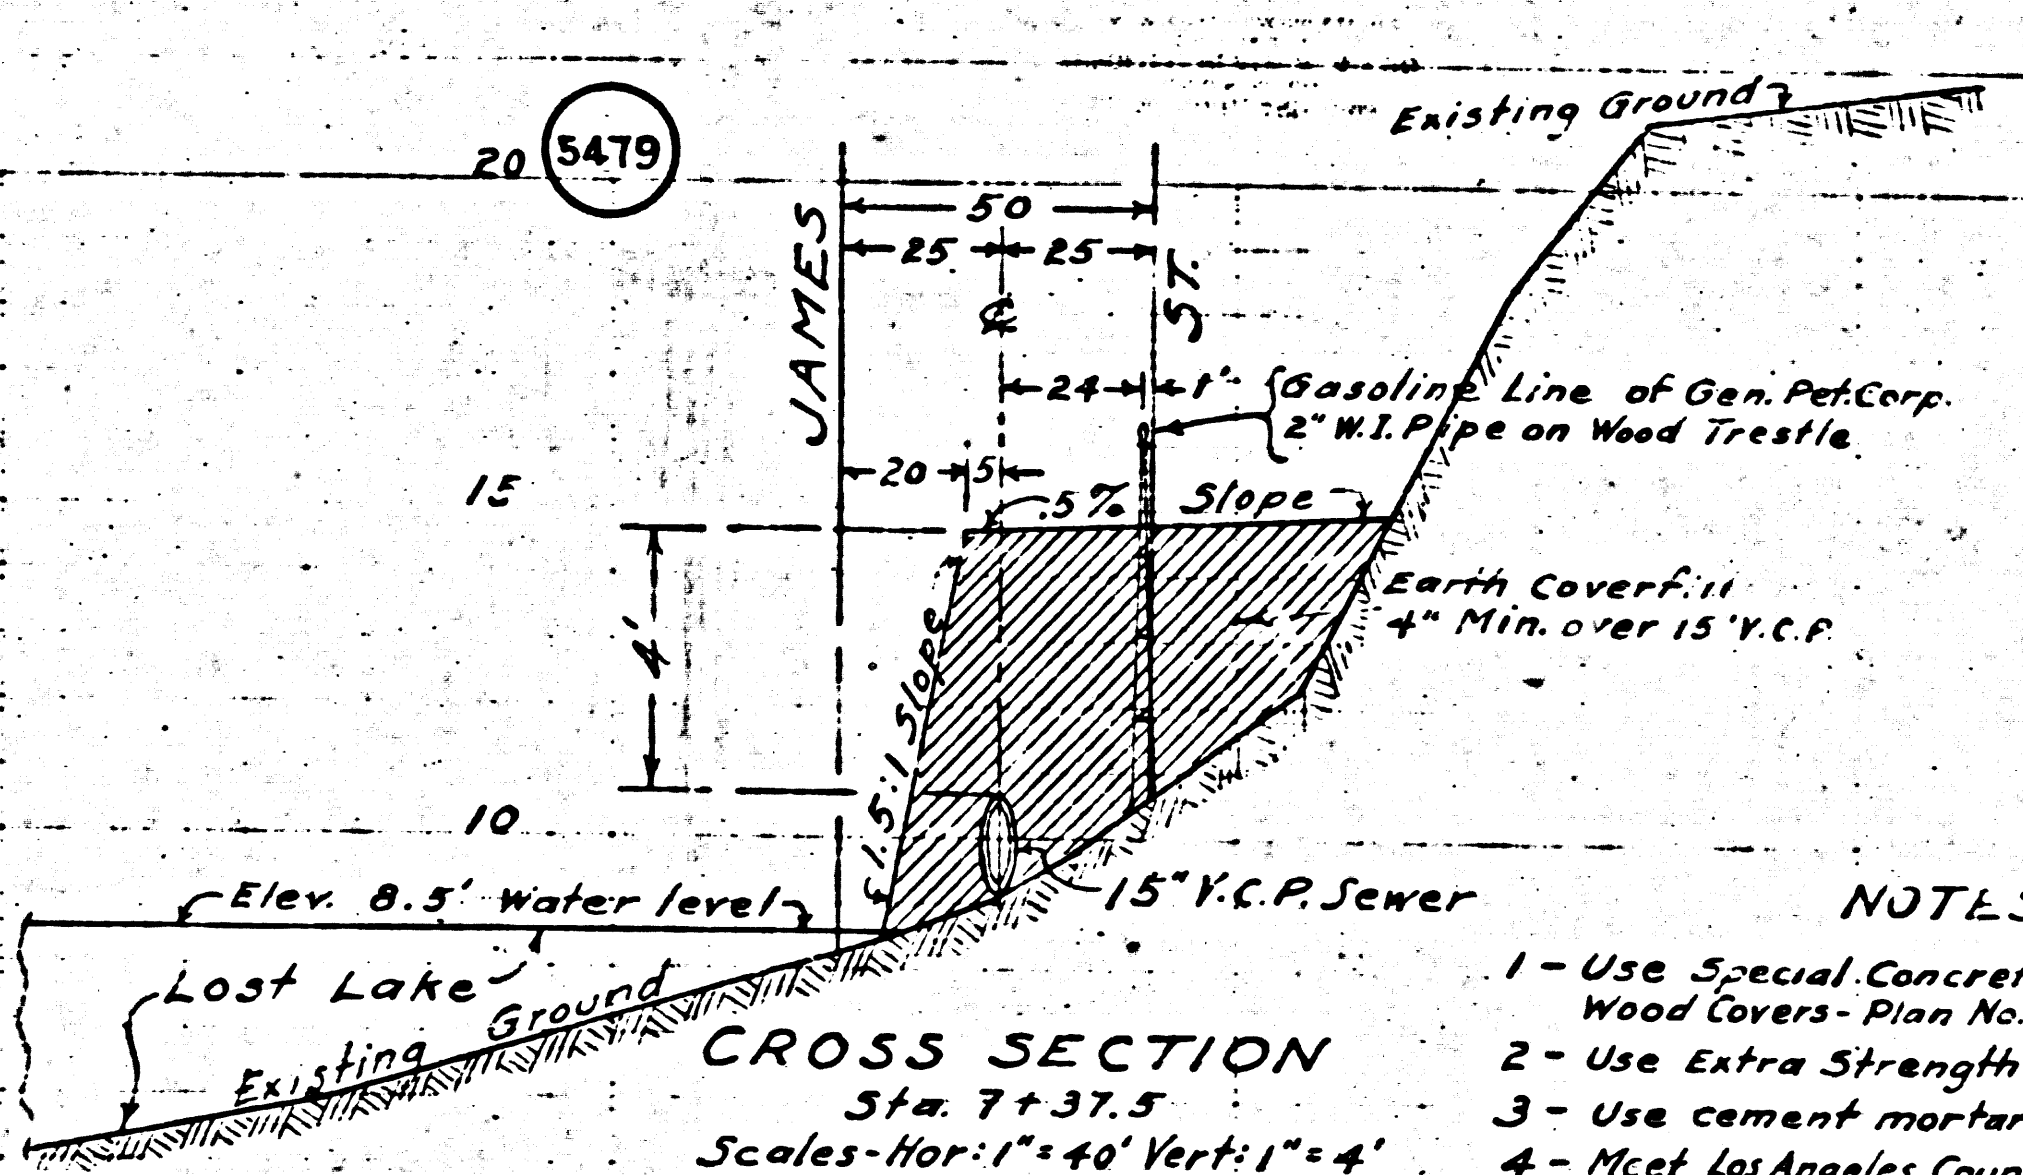 Existing Ground
20
5479
50
25
25
JAMES
ST.
℄
24
1'
Gasoline Line of Gen. Pet. Corp.
2" W.I. Pipe on Wood Trestle
20
5
15
.5% Slope
4'
Earth Coverfill
4" Min. over 15" V.C.P.
1.5:1 Slope
10
Elev. 8.5' Water level
15" V.C.P. Sewer
Lost Lake
Existing Ground
CROSS SECTION
Sta. 7+37.5
Scales-Hor: 1"=40' Vert: 1"=4'
NOTES
1 - Use Special Concret
Wood Covers - Plan No.
2 - Use Extra Strength
3 - Use cement mortar
4 - Meet Los Angeles Coun